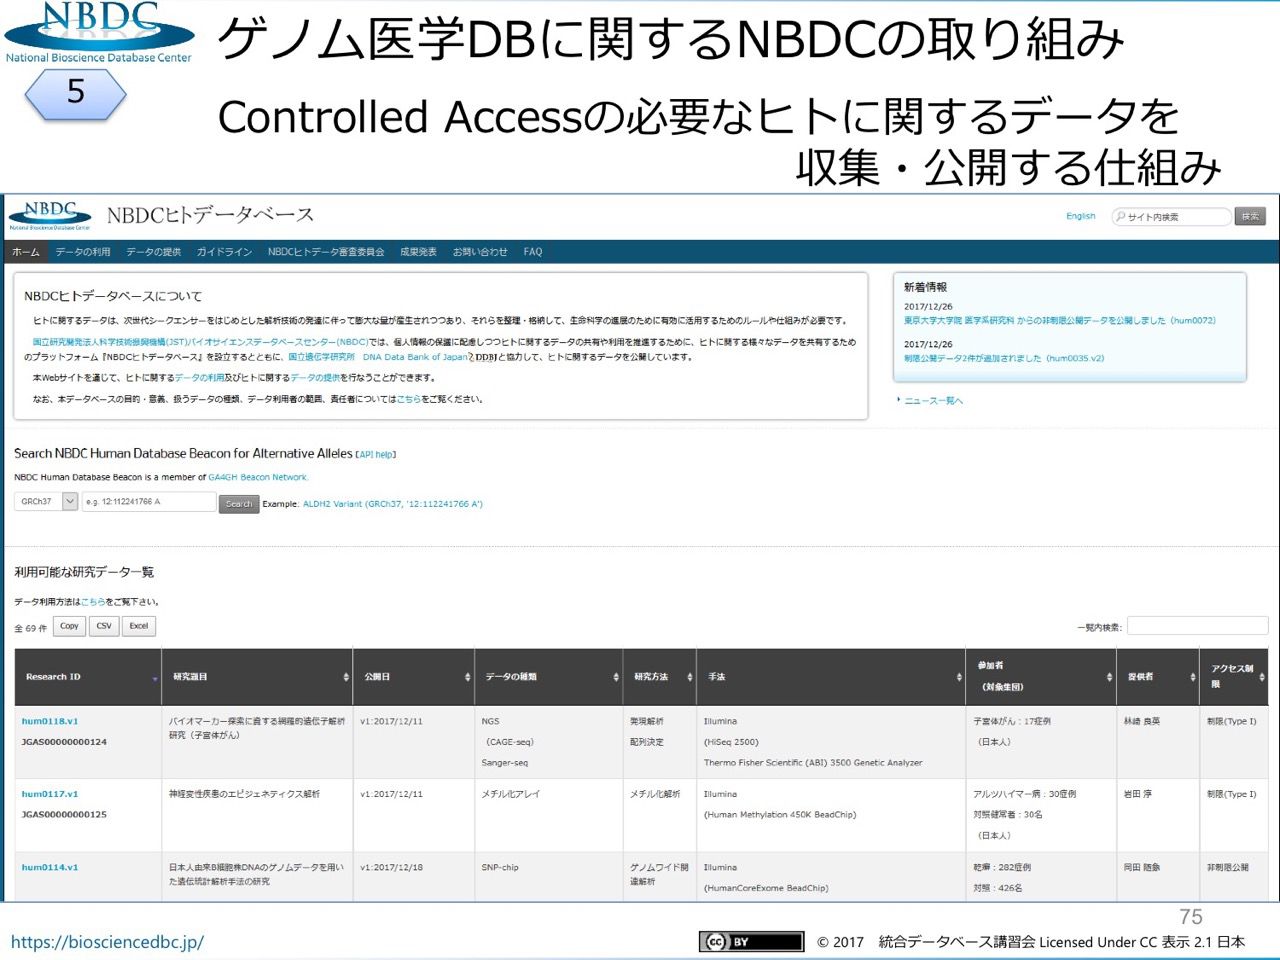 NBDC
National Bioscience Database Center
5
ゲノム医学DBに関するNBDCの取り組み
Controlled Accessの必要なヒトに関するデータを
収集・公開する仕組み
NBDC
National Bioscience Database Center
NBDCヒトデータベース
English
サイト内検索
検索
ホーム データの利用 データの提供 ガイドライン NBDCヒトデータ審査委員会 成果発表 お問い合わせ FAQ
NBDCヒトデータベースについて
ヒトに関するデータは、次世代シークエンサーをはじめとした解析技術の発達に伴って膨大な量が産生されつつあり、それらを整理・格納して、生命科学の進展のために有効に活用するためのルールや仕組みが必要です。
国立研究開発法人科学技術振興機構(JST)バイオサイエンスデータベースセンター(NBDC)では、個人情報の保護に配慮しつつヒトに関するデータの共有や利用を推進するために、ヒトに関する様々なデータを共有するため
のプラットフォーム『NBDCヒトデータベース』を設立するとともに、国立遺伝学研究所 DNA Data Bank of Japan DDBJと協力して、ヒトに関するデータを公開しています。
本Webサイトを通じて、ヒトに関するデータの利用及びヒトに関するデータの提供を行なうことができます。
なお、本データベースの目的・意義、扱うデータの種類、データ利用者の範囲、責任者についてはこちらをご覧ください。
新着情報
2017/12/26
東京大学大学院 医学系研究科 からの非制限公開データを公開しました（hum0072）
2017/12/26
制限公開データ2件が追加されました（hum0035.v2）
ニュース一覧へ
Search NBDC Human Database Beacon for Alternative Alleles [API help]
NBDC Human Database Beacon is a member of GA4GH Beacon Network.
GRCh37 e.g. 12:112241766 A Search Example: ALDH2 Variant (GRCh37, '12:112241766 A')
利用可能な研究データ一覧
データ利用方法はこちらをご覧下さい。
全 69 件 Copy CSV Excel
一覧内検索:
Research ID 研究題目 公開日 データの種類 研究方法 手法 参加者（対象集団） 提供者 アクセス制限
hum0118.v1 バイオマーカー探索に資する網羅的遺伝子解析 v1:2017/12/11 NGS 発現解析 Illumina 子宮体がん：17症例 林﨑 良英 制限(Type I)
研究（子宮体がん）
JGAS00000000124 （CAGE-seq） 配列決定 (HiSeq 2500) （日本人）
Sanger-seq Thermo Fisher Scientific (ABI) 3500 Genetic Analyzer
hum0117.v1 神経変性疾患のエピジェネティクス解析 v1:2017/12/11 メチル化アレイ メチル化解析 Illumina アルツハイマー病：30症例 岩田 淳 制限(Type I)
JGAS00000000125 (Human Methylation 450K BeadChip) 対照健常者：30名
（日本人）
hum0114.v1 日本人由来B細胞株DNAのゲノムデータを用い v1:2017/12/18 SNP-chip ゲノムワイド関 Illumina 乾癬：282症例 岡田 随象 非制限公開
た遺伝統計解析手法の研究 連解析
(HumanCoreExome BeadChip) 対照：426名
75
https://biosciencedbc.jp/
cc BY
© 2017 統合データベース講習会 Licensed Under CC 表示 2.1 日本